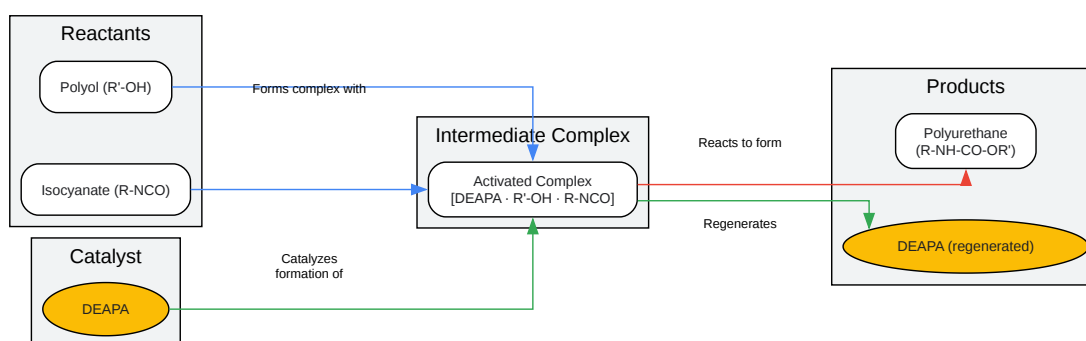 Reactants
Polyol (R'-OH)
Isocyanate (R-NCO)
Catalyst
DEAPA
Forms complex with
Catalyzes
formation of
Intermediate Complex
Activated Complex
[DEAPA · R'-OH · R-NCO]
Reacts to form
Regenerates
Products
Polyurethane
(R-NH-CO-OR')
DEAPA (regenerated)